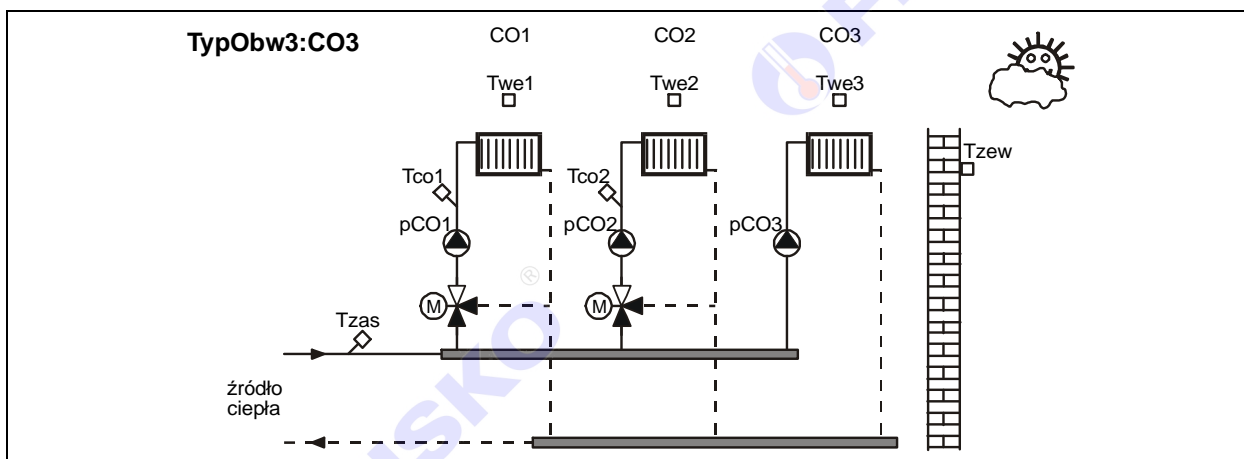 TypObw3:CO3
CO1 CO2 CO3
Twe1 Twe2 Twe3
Tzew
Tco1 Tco2
pCO1 pCO2 pCO3
®
M M
Tzas
źródło
ciepła